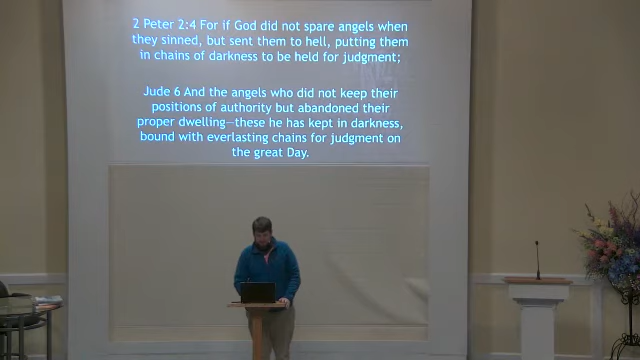 2 Peter 2:4 For if God did not spare angels when
they sinned, but sent them to hell, putting them
in chains of darkness to be held for judgment;
Jude 6 And the angels who did not keep their
positions of authority but abandoned their
proper dwelling—these he has kept in darkness,
bound with everlasting chains for judgment on
the great Day.